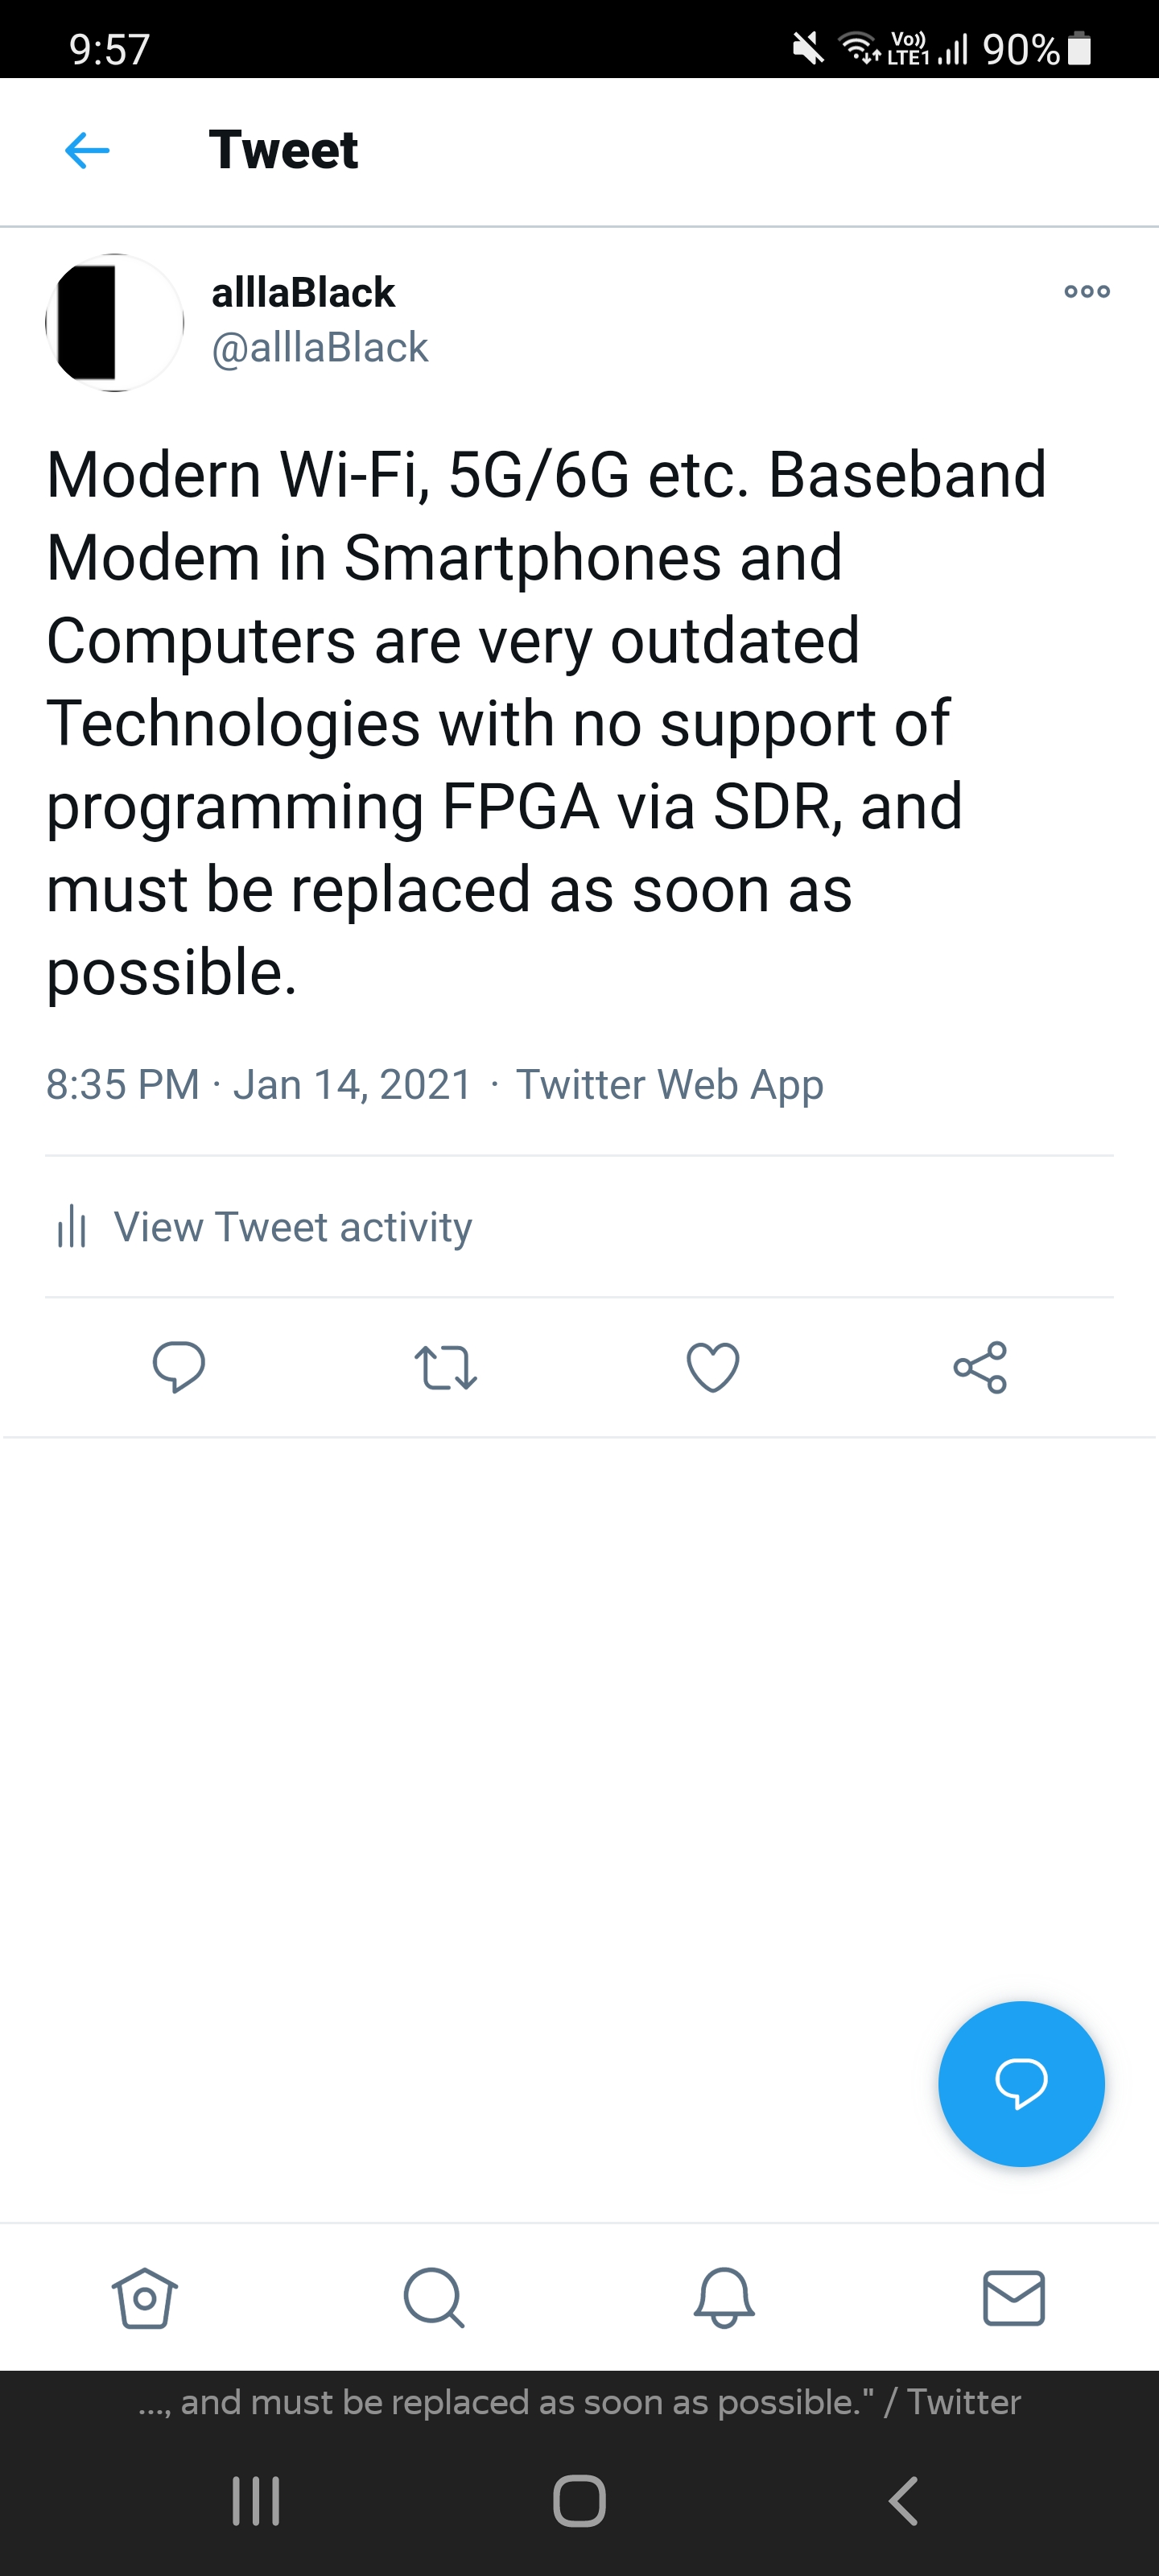 9:57
Vo)) LTE1 90%
Tweet
alllaBlack
@alllaBlack
Modern Wi-Fi, 5G/6G etc. Baseband
Modem in Smartphones and
Computers are very outdated
Technologies with no support of
programming FPGA via SDR, and
must be replaced as soon as
possible.
8:35 PM · Jan 14, 2021 · Twitter Web App
View Tweet activity
..., and must be replaced as soon as possible." / Twitter